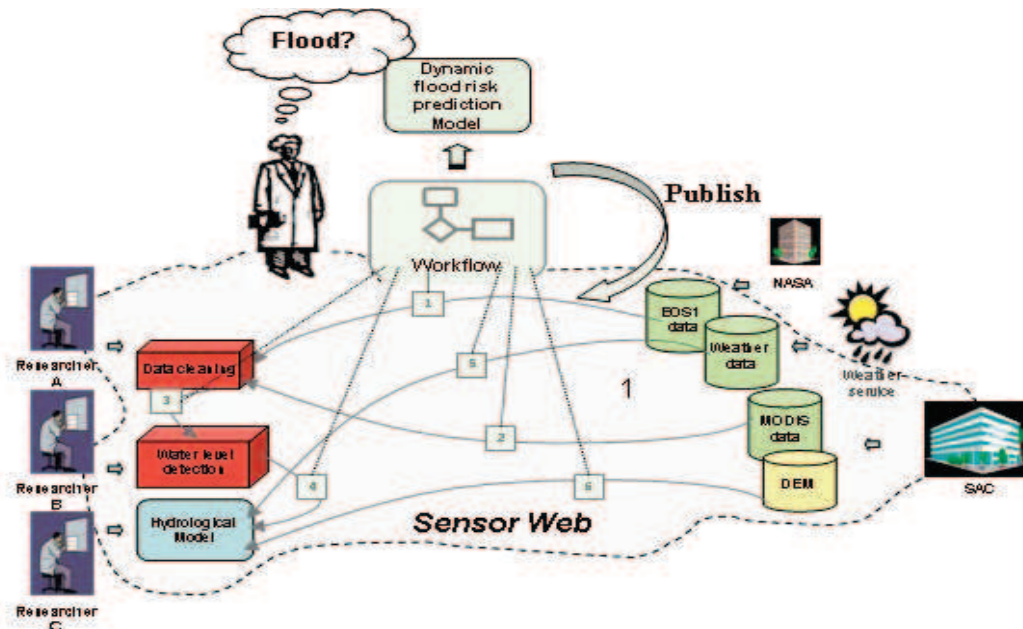 Flood?
Dynamic
flood risk
prediction
Model
Publish
Workflow
NASA
1
EOS1
data
Weather data
Weather
service
Researcher
A
Data cleaning
5
1
3
MODIS
data
2
Researcher
B
Water level
detection
4
6
DEM
SAC
Hydrological
Model
Sensor Web
Researcher
C